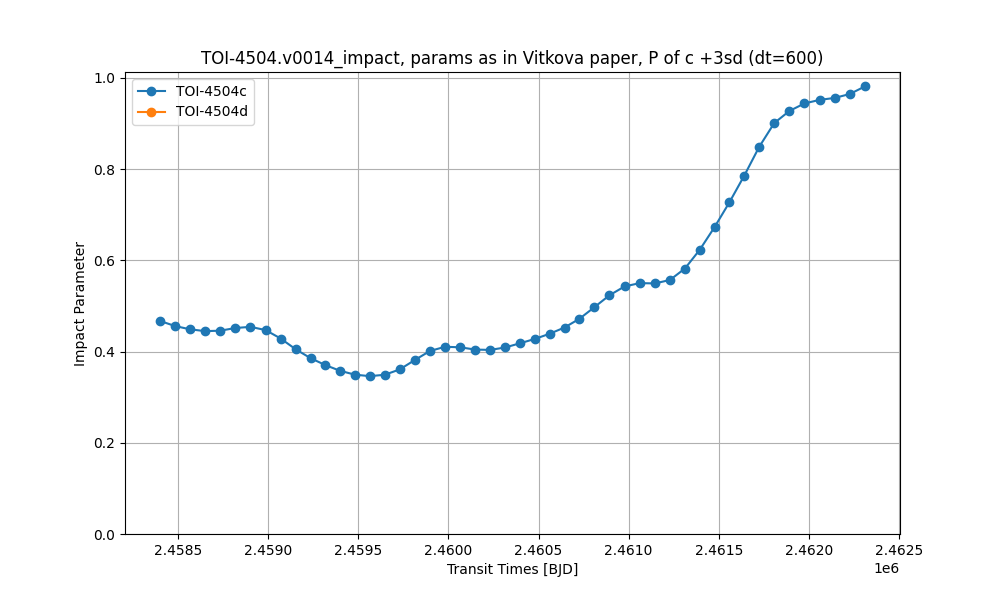 TOI-4504.v0014_impact, params as in Vitkova paper, P of c +3sd (dt=600)
TOI-4504c
TOI-4504d
1.0
0.8
0.6
0.4
0.2
0.0
Impact Parameter
2.4585 2.4590 2.4595 2.4600 2.4605 2.4610 2.4615 2.4620 2.4625
1e6
Transit Times [BJD]